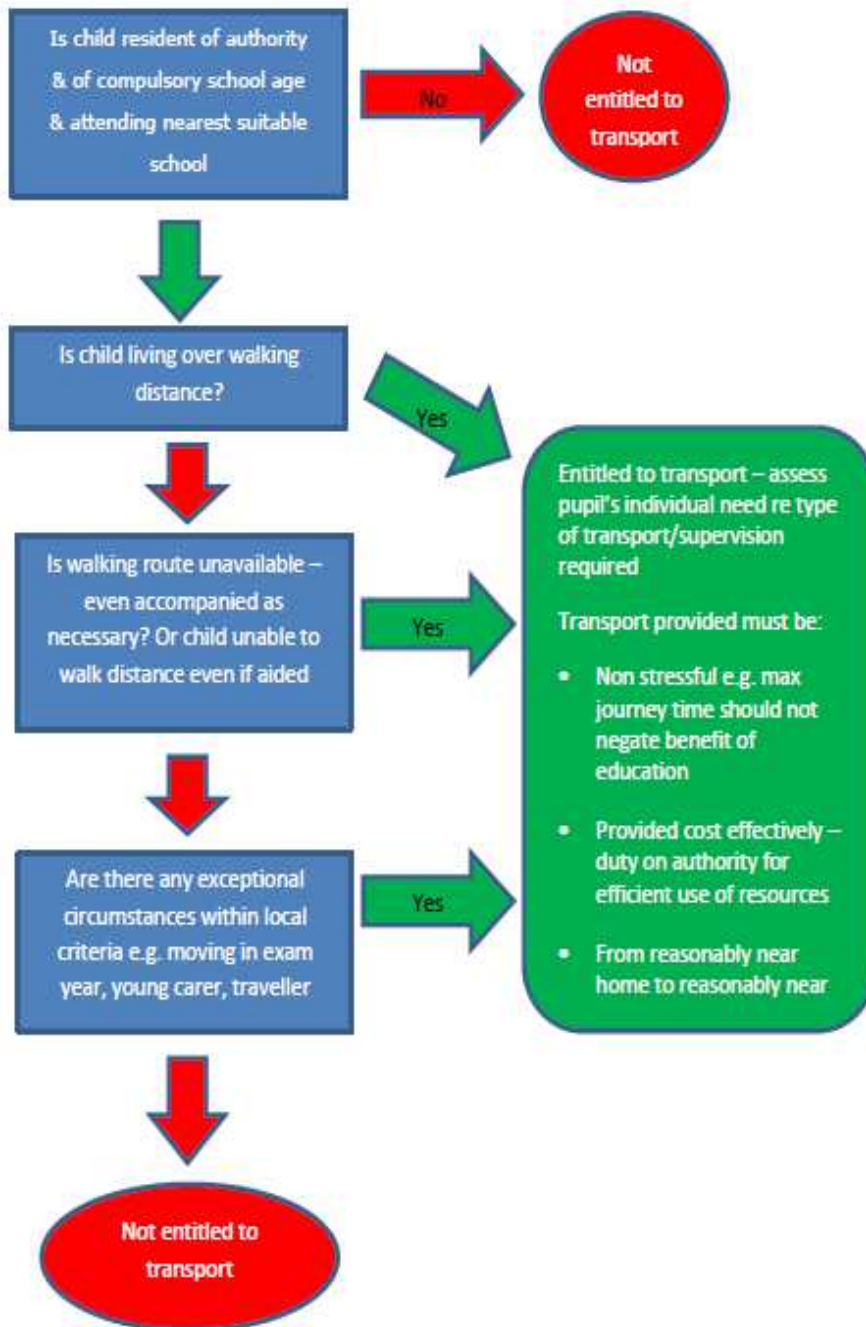 Is child resident of authority
& of compulsory school age
& attending nearest suitable
school
No
Not
entitled to
transport
Is child living over walking
distance?
Yes
Is walking route unavailable –
even accompanied as
necessary? Or child unable to
walk distance even if aided
Yes
Are there any exceptional
circumstances within local
criteria e.g. moving in exam
year, young carer, traveller
Yes
Entitled to transport – assess
pupil's individual need re type
of transport/supervision
required
Transport provided must be:
• Non stressful e.g. max
journey time should not
negate benefit of
education
• Provided cost effectively –
duty on authority for
efficient use of resources
• From reasonably near
home to reasonably near
Not entitled to
transport